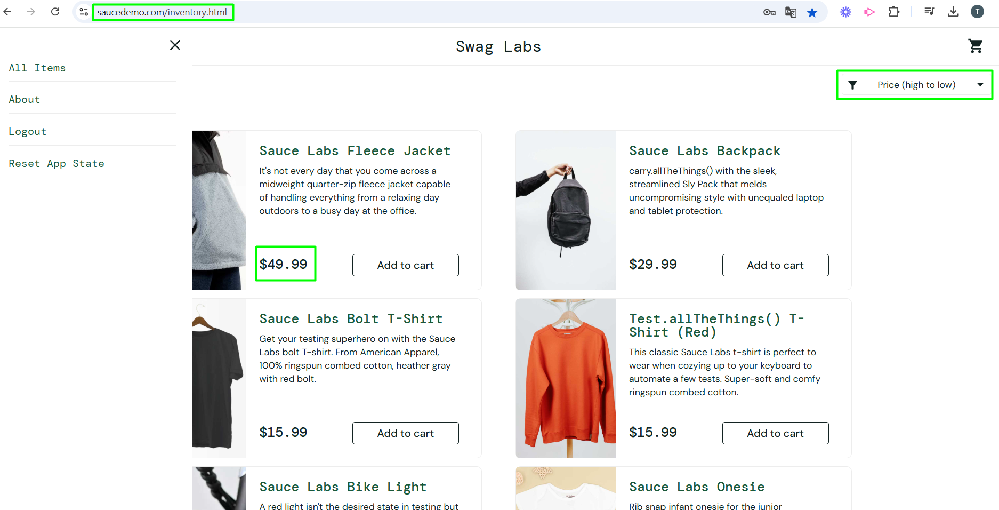 saucedemo.com/inventory.html
T
Swag Labs
All Items
About
Logout
Reset App State
Price (high to low)
Sauce Labs Fleece Jacket
It's not every day that you come across a
midweight quarter-zip fleece jacket capable
of handling everything from a relaxing day
outdoors to a busy day at the office.
$49.99
Add to cart
Sauce Labs Backpack
carry.allTheThings() with the sleek,
streamlined Sly Pack that melds
uncompromising style with unequaled laptop
and tablet protection.
$29.99
Add to cart
Sauce Labs Bolt T-Shirt
Get your testing superhero on with the Sauce
Labs bolt T-shirt. From American Apparel,
100% ringspun combed cotton, heather gray
with red bolt.
$15.99
Add to cart
Test.allTheThings() T-
Shirt (Red)
This classic Sauce Labs t-shirt is perfect to
wear when cozying up to your keyboard to
automate a few tests. Super-soft and comfy
ringspun combed cotton.
$15.99
Add to cart
Sauce Labs Bike Light
A red light isn't the desired state in testing but
Sauce Labs Onesie
Rib snap infant onesie for the junior